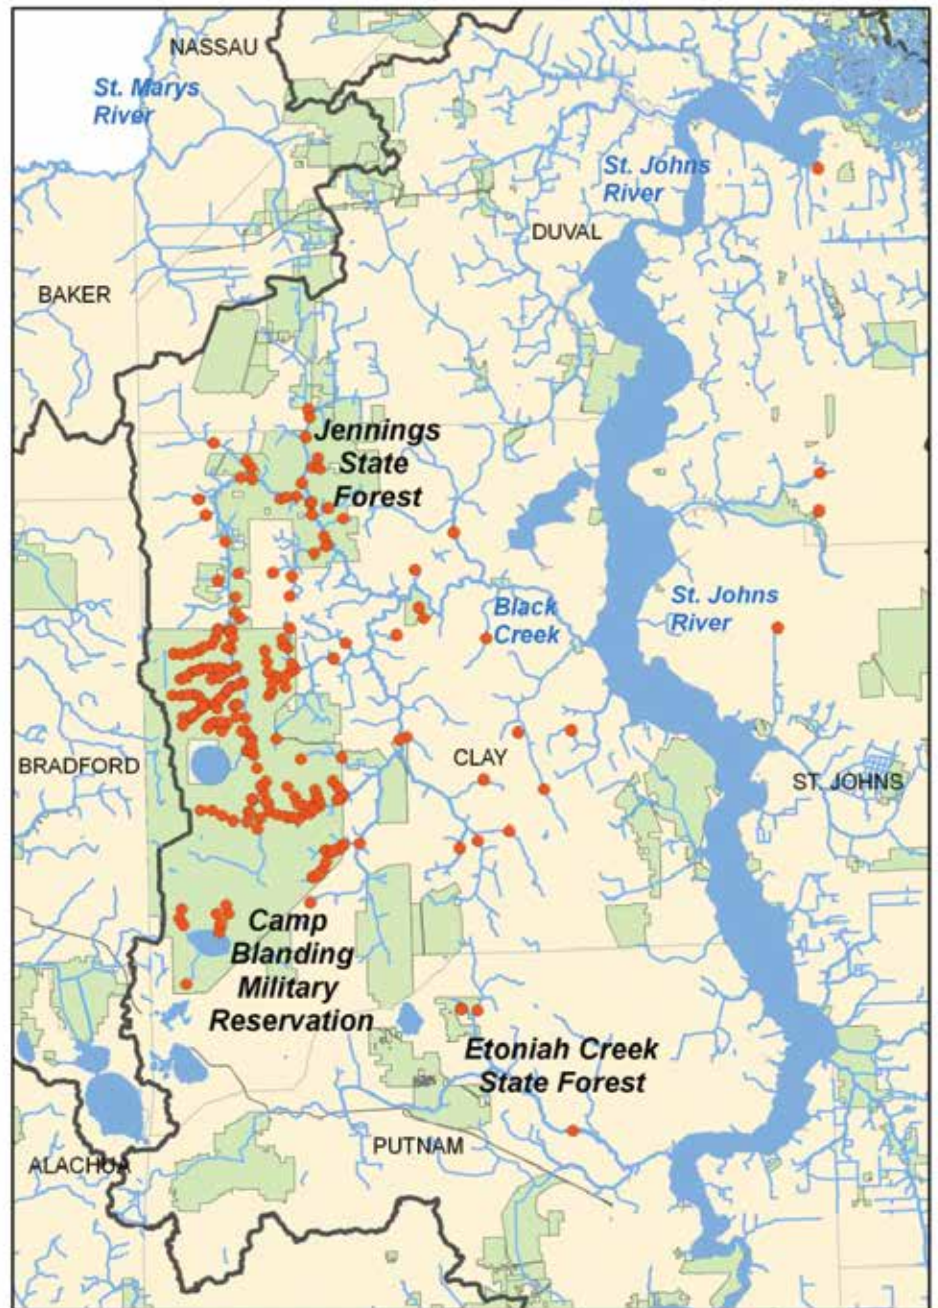 NASSAU
St. Marys
River
St. Johns
River
DUVAL
BAKER
Jennings
State
Forest
Black
Creek
St. Johns
River
BRADFORD
CLAY
ST. JOHNS
Camp
Blanding
Military
Reservation
Etoniah Creek
State Forest
PUTNAM
ALACHUA